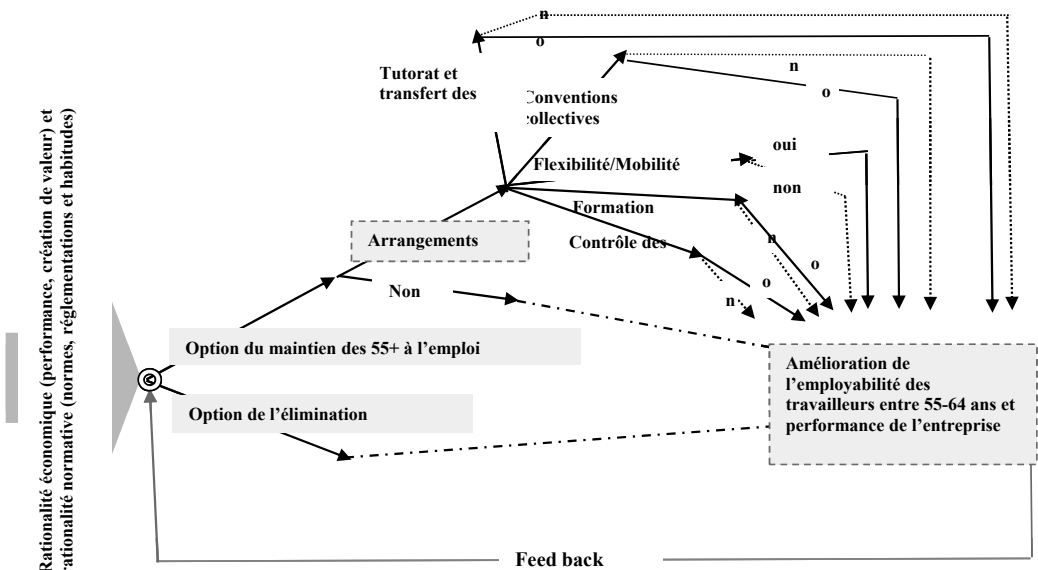 n
o
Tutorat et
transfert des
Conventions
collectives
n
o
Flexibilité/Mobilité
oui
non
Formation
Contrôle des
n
o
o
n
Arrangements
Non
Option du maintien des 55+ à l’emploi
Option de l’élimination
Amélioration de
l’employabilité des
travailleurs entre 55-64 ans et
performance de l’entreprise
Feed back
Rationalité économique (performance, création de valeur) et
rationalité normative (normes, réglementations et habitudes)